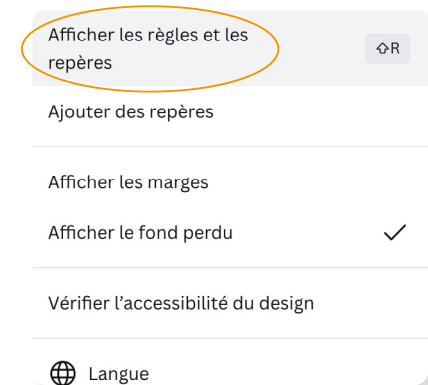 Afficher les règles et les
repères
⇧R
Ajouter des repères
Afficher les marges
Afficher le fond perdu
Vérifier l’accessibilité du design
Langue